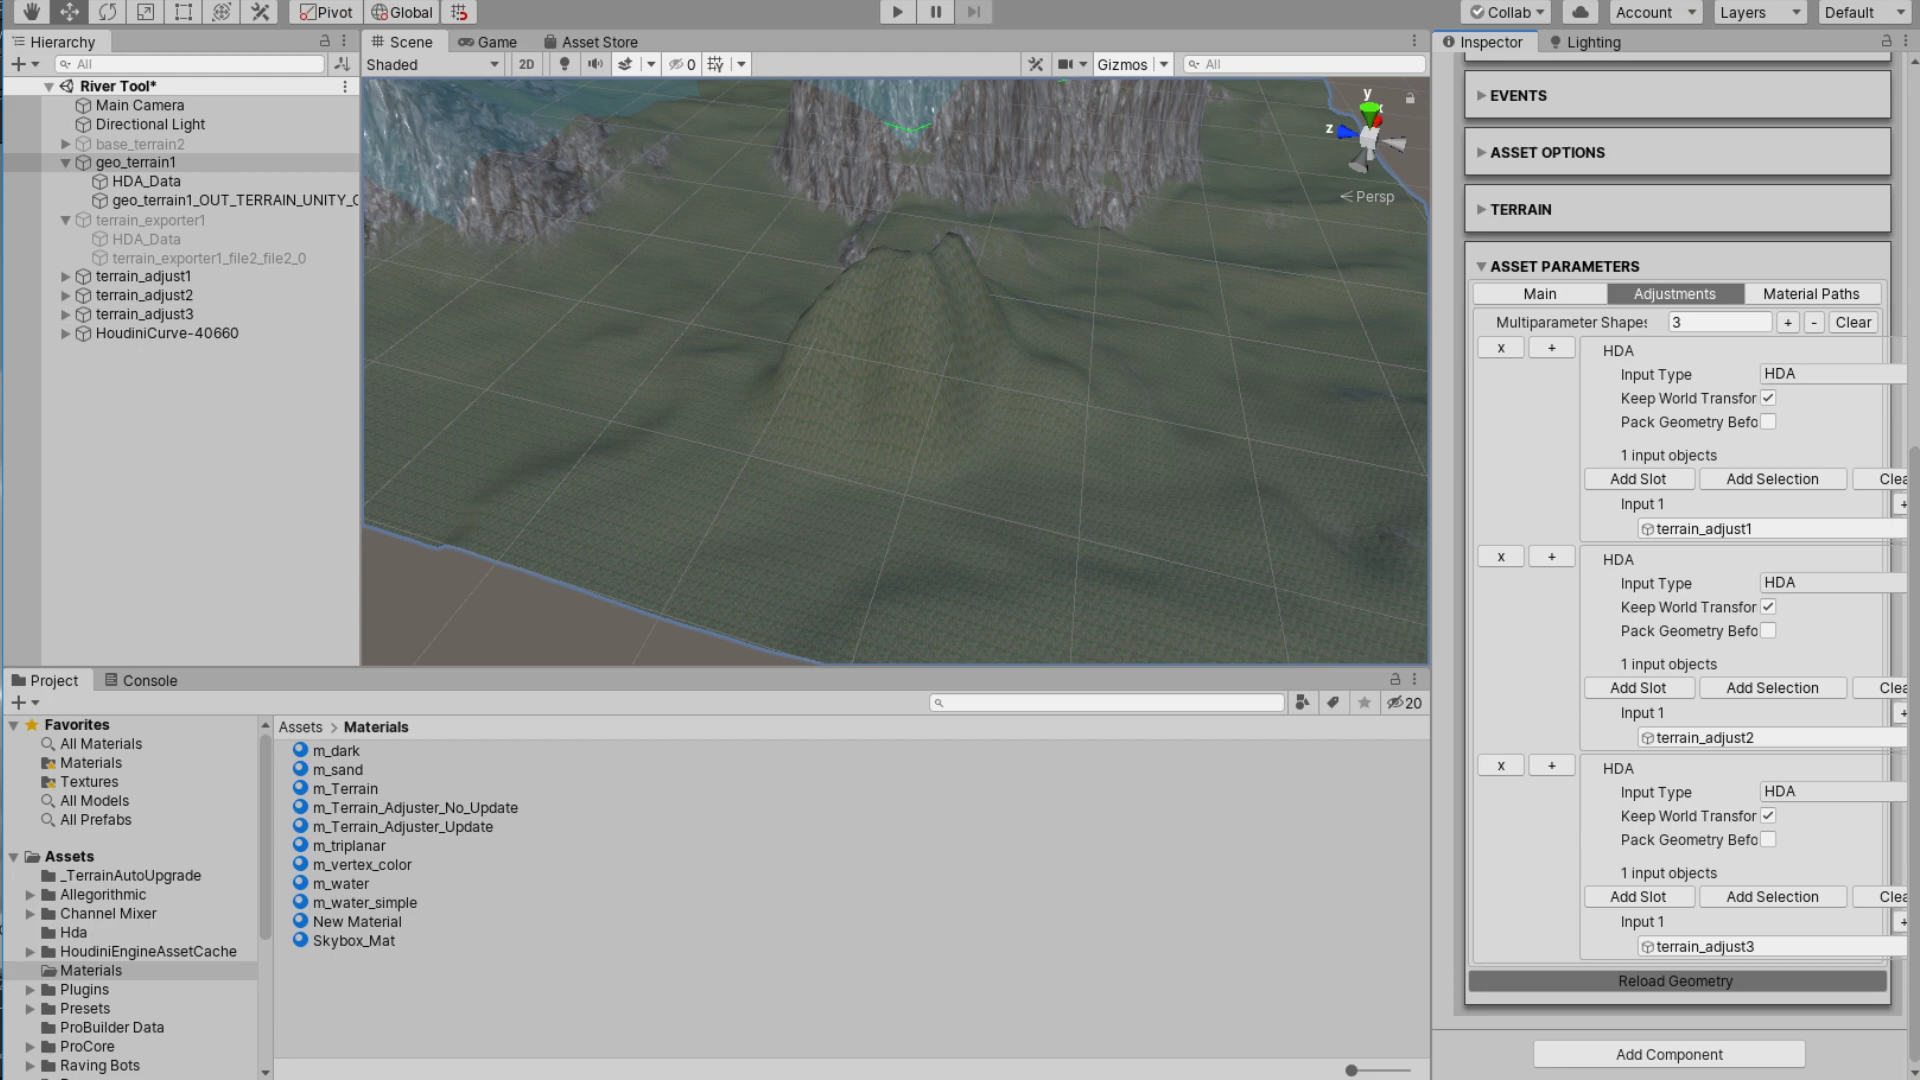 Pivot Global Collab Account Layers Default
Hierarchy
All
River Tool*
Main Camera
Directional Light
base_terrain2
geo_terrain1
HDA_Data
geo_terrain1_OUT_TERRAIN_UNITY_
terrain_exporter1
HDA_Data
terrain_exporter1_file2_file2_0
terrain_adjust1
terrain_adjust2
terrain_adjust3
HoudiniCurve-40660
Scene Game Asset Store
Shaded 2D 0 Gizmos All
y
x
z
Persp
Inspector Lighting
EVENTS
ASSET OPTIONS
TERRAIN
ASSET PARAMETERS
Main Adjustments Material Paths
Multiparameter Shapes 3 + - Clear
x + HDA
Input Type HDA
Keep World Transfor
Pack Geometry Befo
1 input objects
Add Slot Add Selection Clea
Input 1 +
terrain_adjust1
x + HDA
Input Type HDA
Keep World Transfor
Pack Geometry Befo
1 input objects
Add Slot Add Selection Clea
Input 1 +
terrain_adjust2
x + HDA
Input Type HDA
Keep World Transfor
Pack Geometry Befo
1 input objects
Add Slot Add Selection Clea
Input 1 +
terrain_adjust3
Reload Geometry
Add Component
Project Console
20
Favorites
All Materials
Materials
Textures
All Models
All Prefabs
Assets
_TerrainAutoUpgrade
Allegorithmic
Channel Mixer
Hda
HoudiniEngineAssetCache
Materials
Plugins
Presets
ProBuilder Data
ProCore
Raving Bots
Assets > Materials
m_dark
m_sand
m_Terrain
m_Terrain_Adjuster_No_Update
m_Terrain_Adjuster_Update
m_triplanar
m_vertex_color
m_water
m_water_simple
New Material
Skybox_Mat